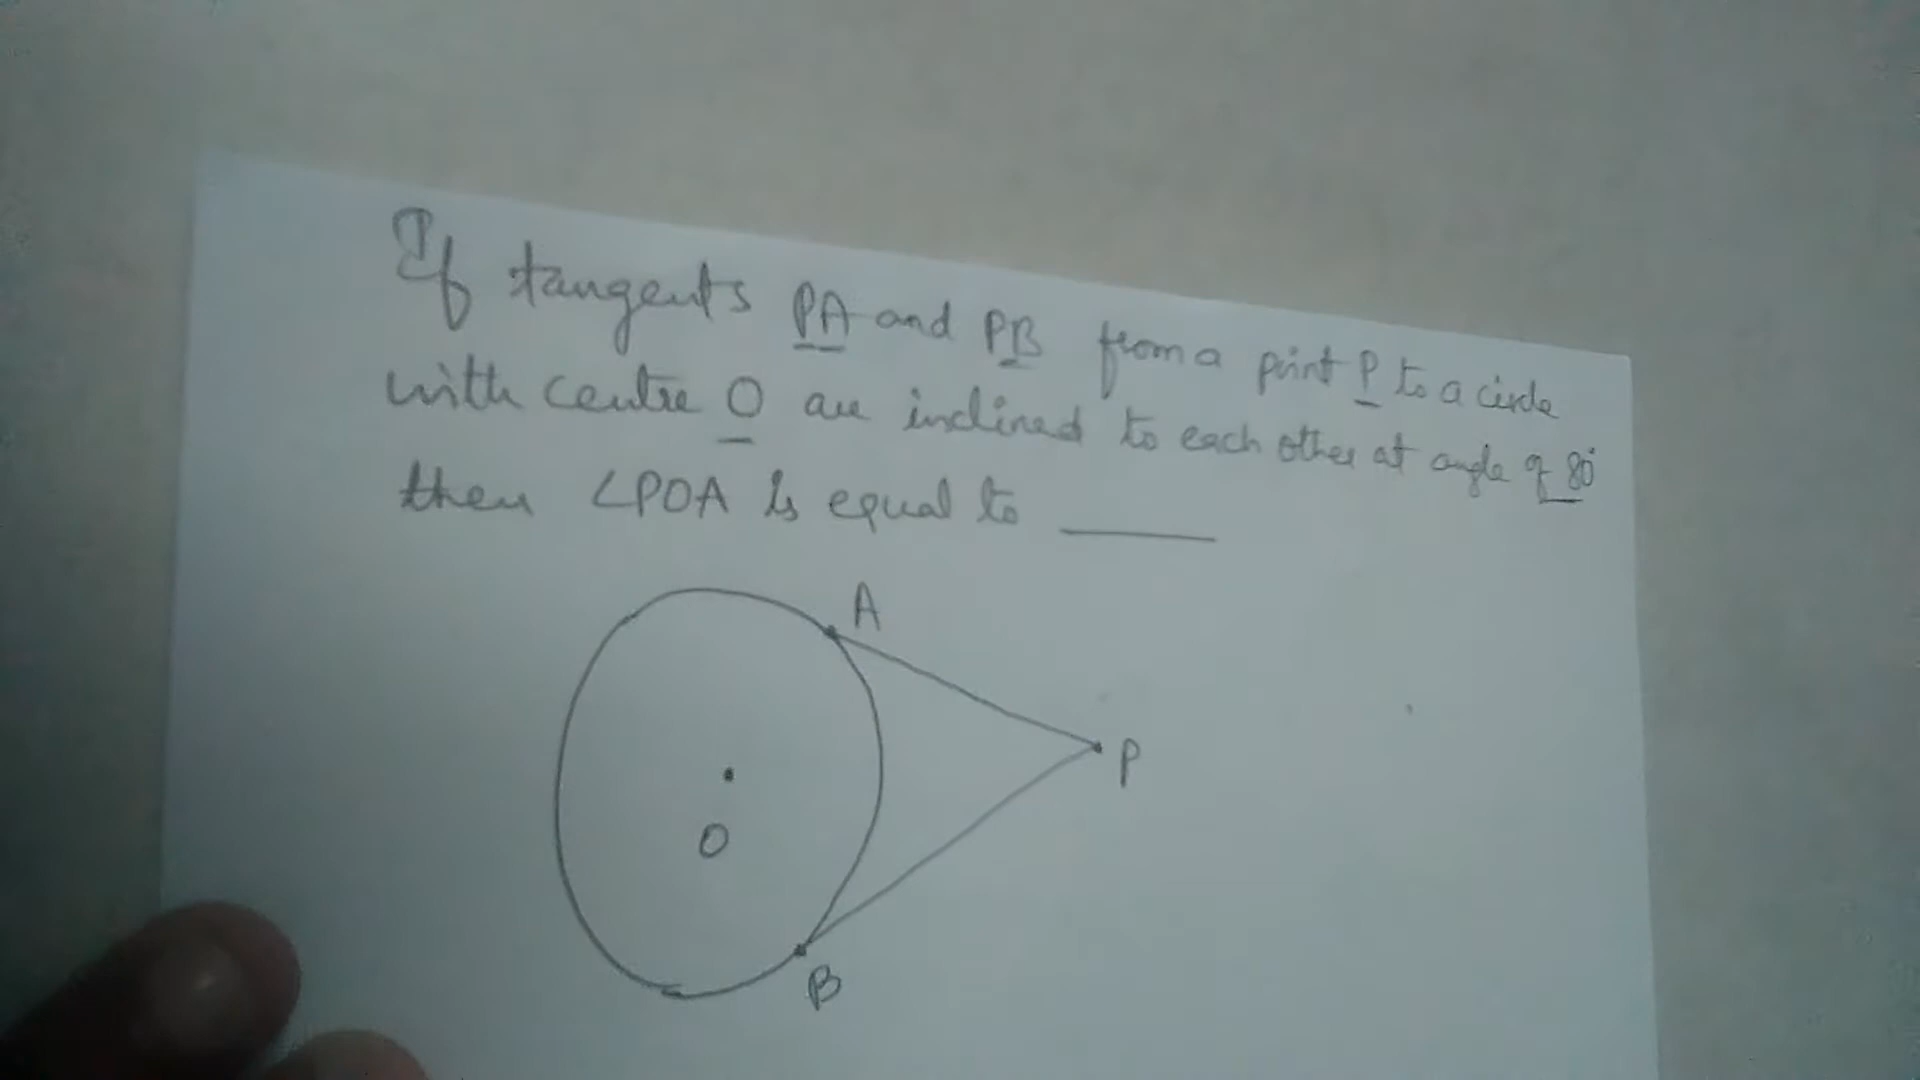 If tangents PA and PB from a point P to a circle
with centre O are inclined to each other at angle of 80°
then ∠POA is equal to ______
A
P
O
B